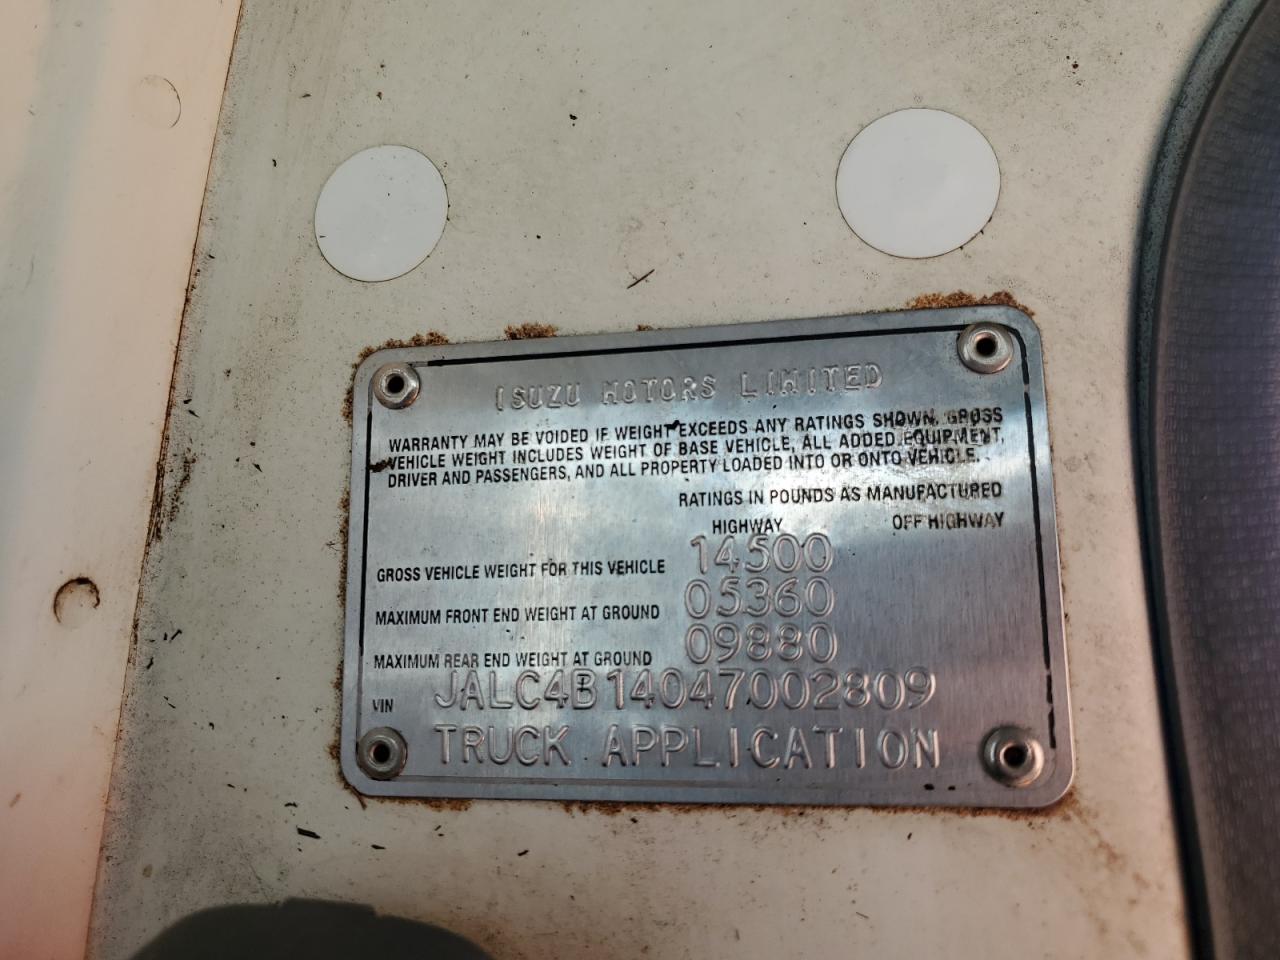 ISUZU MOTORS LIMITED
WARRANTY MAY BE VOIDED IF WEIGHT EXCEEDS ANY RATINGS SHOWN. GROSS
VEHICLE WEIGHT INCLUDES WEIGHT OF BASE VEHICLE, ALL ADDED EQUIPMENT,
DRIVER AND PASSENGERS, AND ALL PROPERTY LOADED INTO OR ONTO VEHICLE.
RATINGS IN POUNDS AS MANUFACTURED
HIGHWAY OFF HIGHWAY
GROSS VEHICLE WEIGHT FOR THIS VEHICLE 14500
MAXIMUM FRONT END WEIGHT AT GROUND 05360
MAXIMUM REAR END WEIGHT AT GROUND 09880
VIN JALC4B14047002809
TRUCK APPLICATION